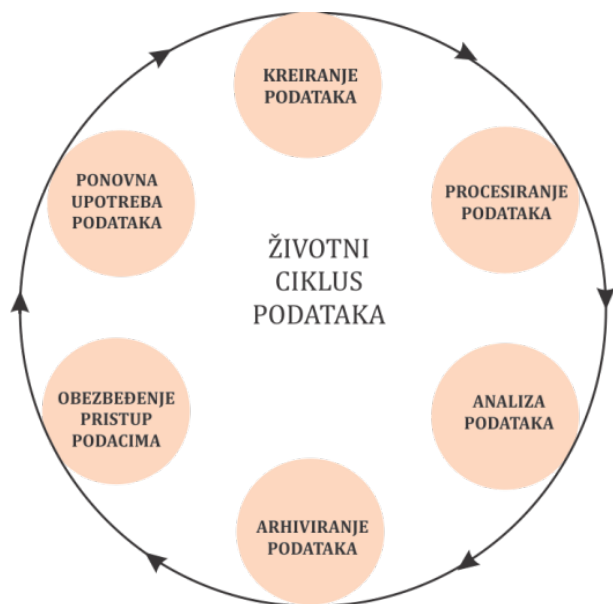 KREIRANJE
PODATAKA
PROCESIRANJE
PODATAKA
ANALIZA
PODATAKA
ARHIVIRANJE
PODATAKA
OBEZBEĐENJE
PRISTUP
PODACIMA
PONOVNA
UPOTREBA
PODATAKA
ŽIVOTNI
CIKLUS
PODATAKA